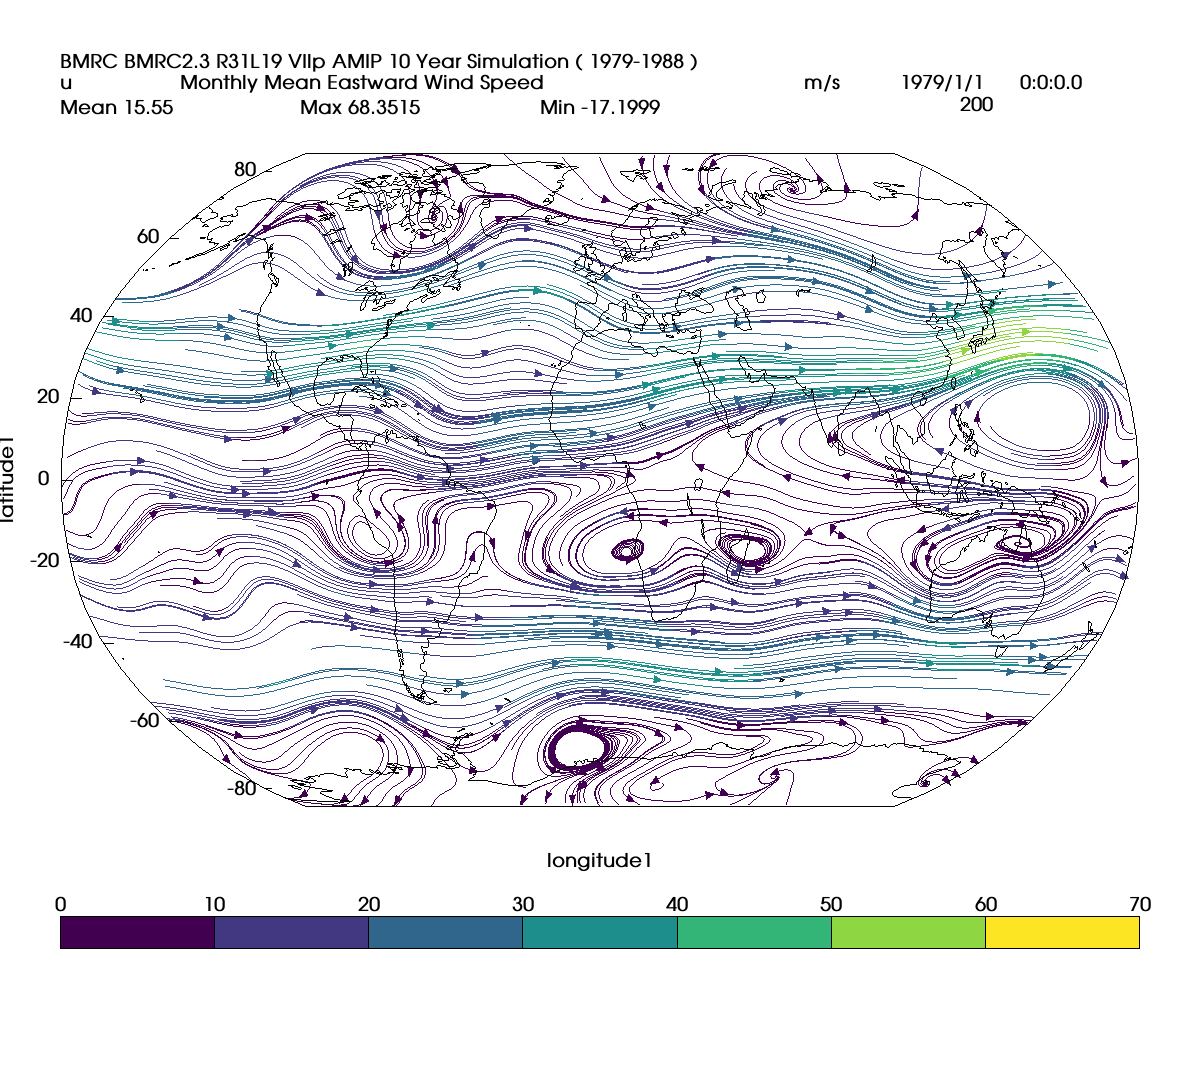 BMRC BMRC2.3 R31L19 VIIp AMIP 10 Year Simulation ( 1979-1988 )
u Monthly Mean Eastward Wind Speed m/s 1979/1/1 0:0:0.0
Mean 15.55 Max 68.3515 Min -17.1999 200
80
60
40
20
0
-20
-40
-60
-80
latitude1
longitude1
0 10 20 30 40 50 60 70